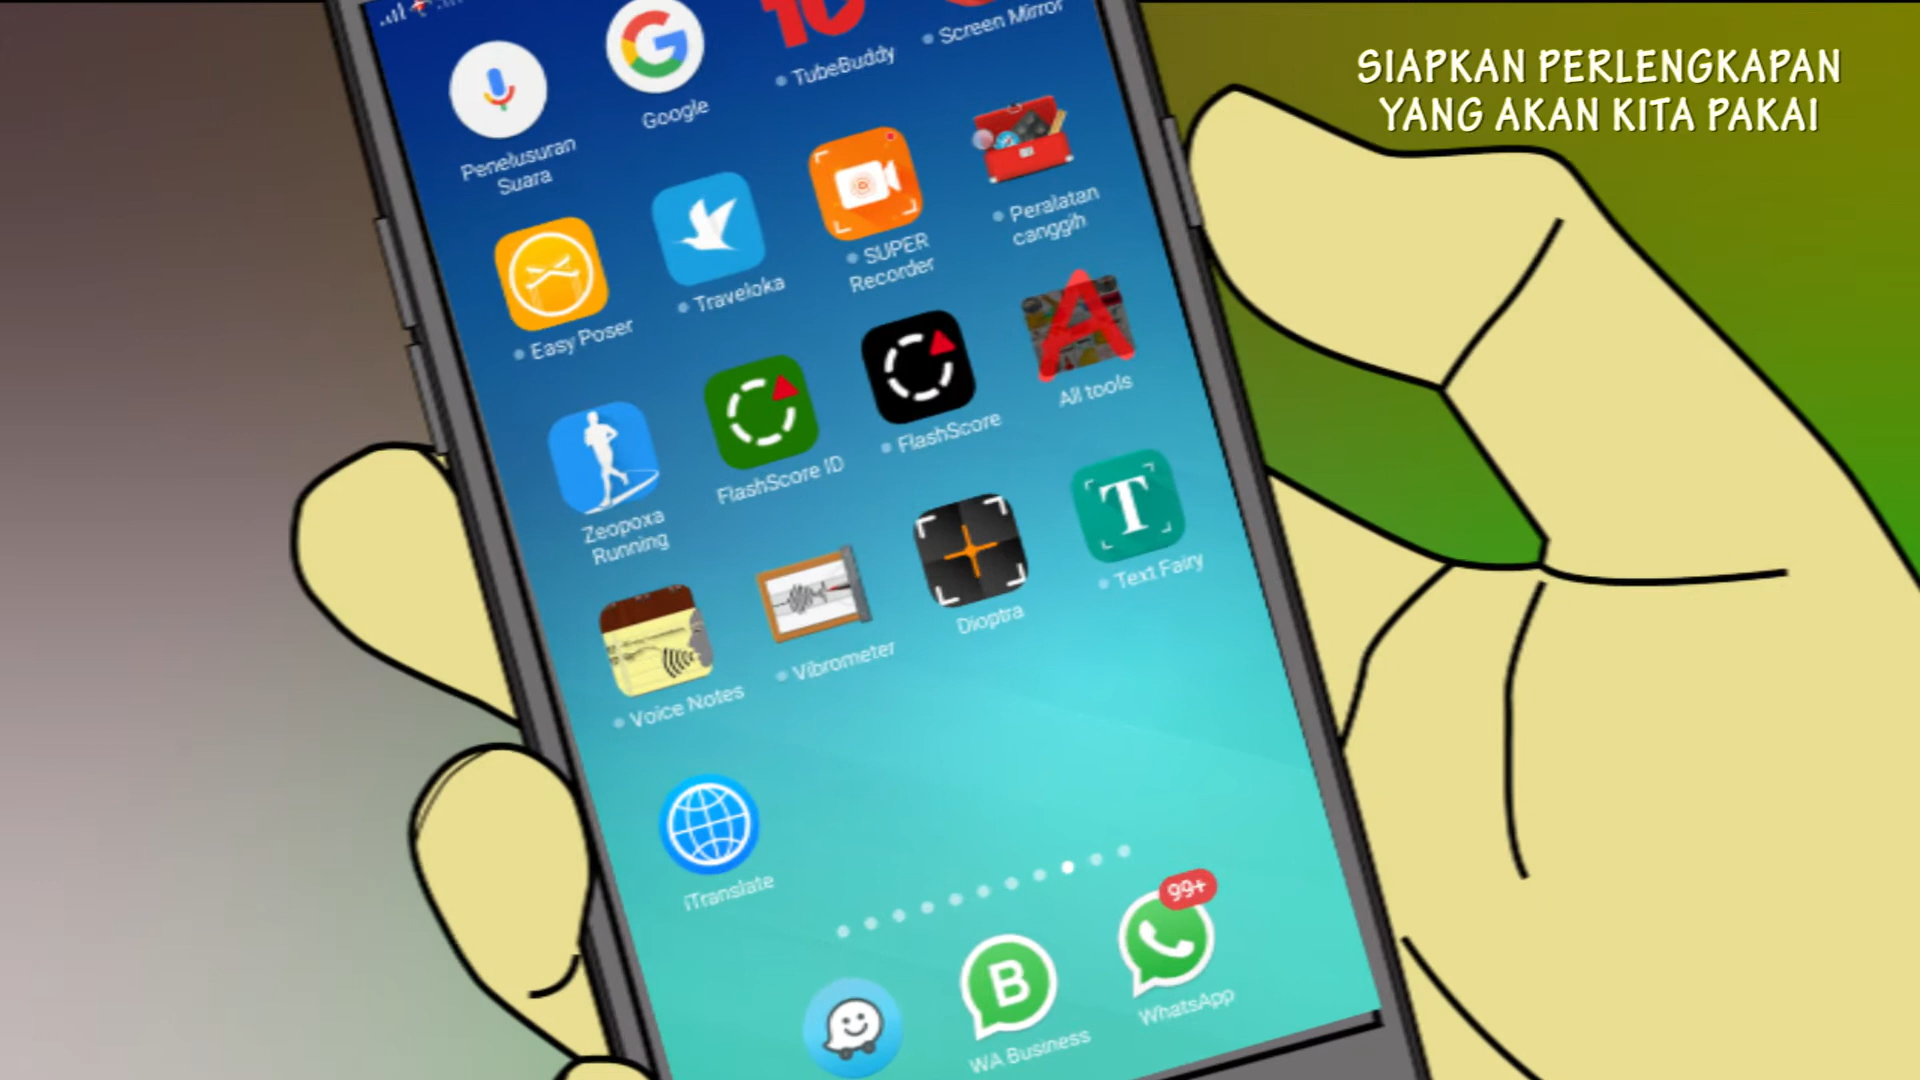 SIAPKAN PERLENGKAPAN
YANG AKAN KITA PAKAI
TubeBuddy
Screen Mirror
Google
Penelusuran
Suara
Peralatan
canggih
SUPER
Recorder
Traveloka
Easy Poser
A
All tools
FlashScore
FlashScore ID
Zeopoxa
Running
T
Text Fairy
Dioptra
Vibrometer
Voice Notes
iTranslate
99+
B
WhatsApp
WA Business